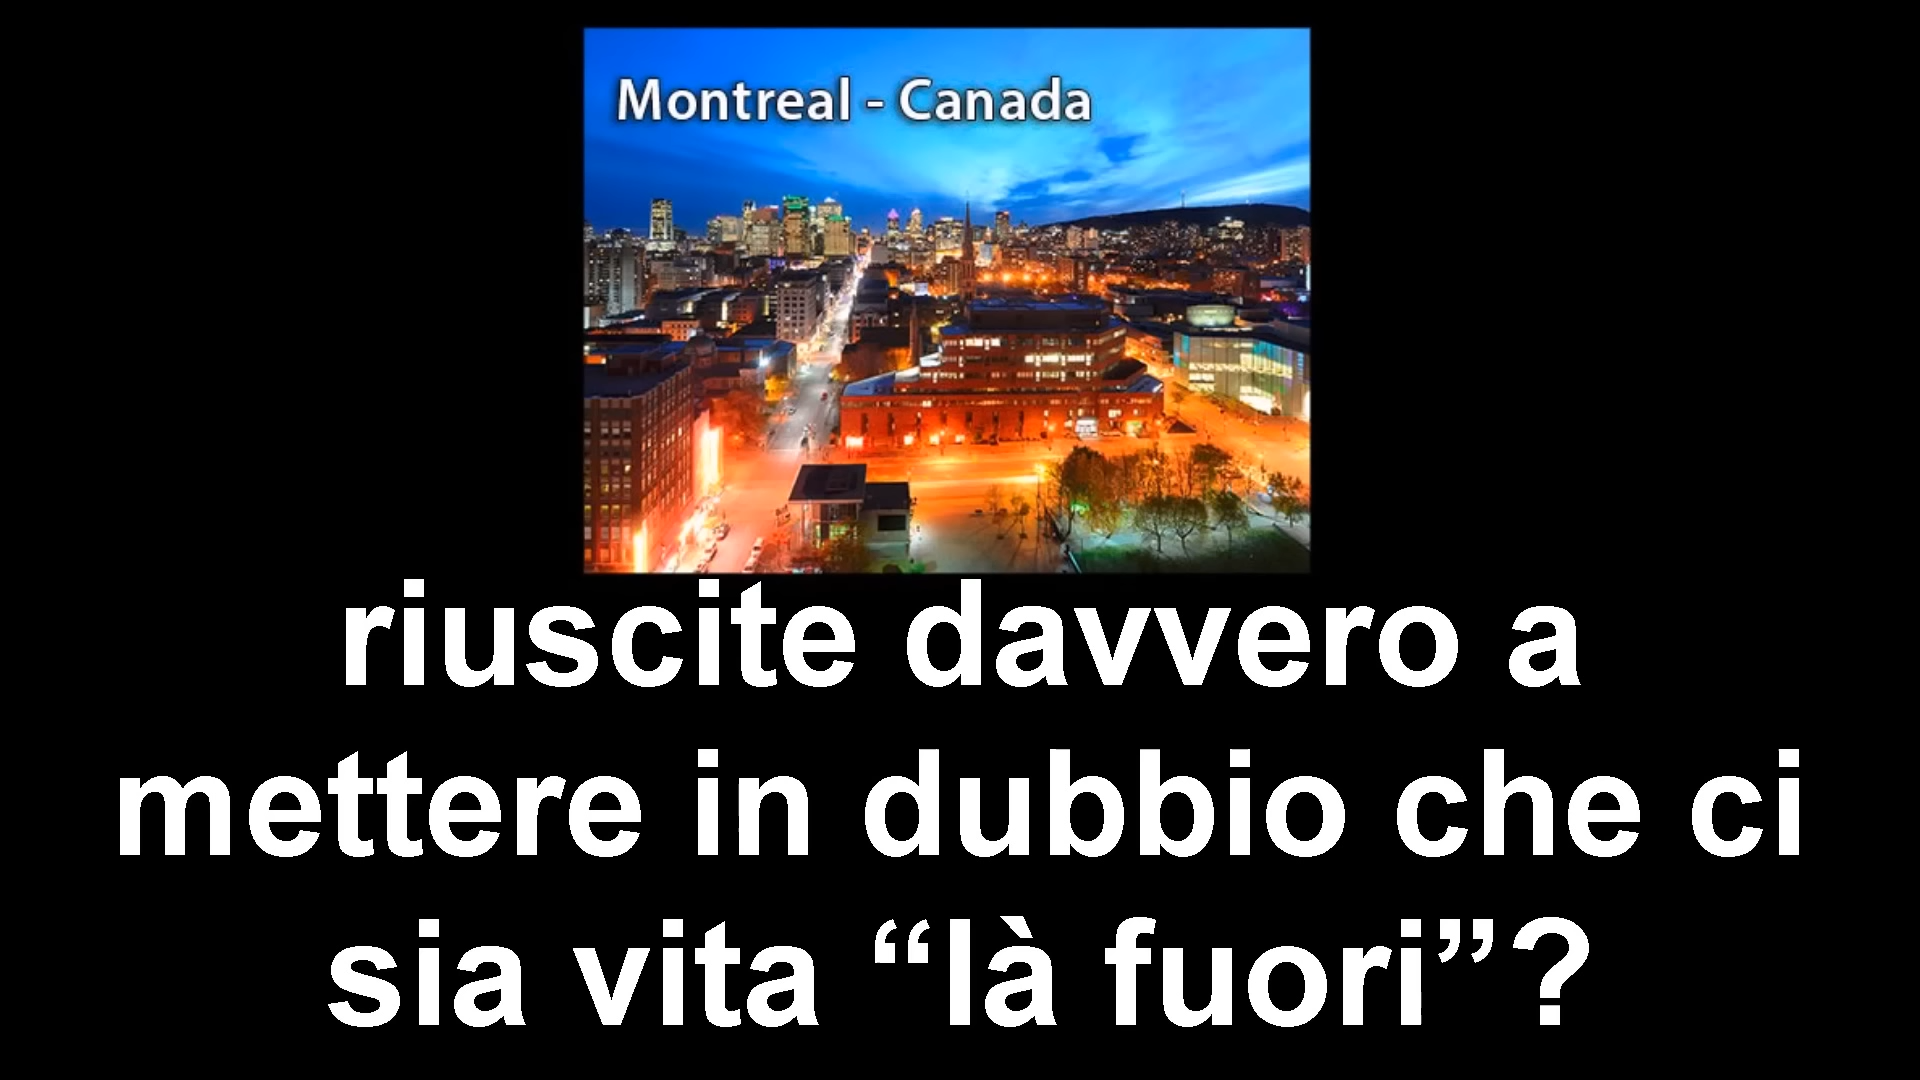 Montreal - Canada
riuscite davvero a
mettere in dubbio che ci
sia vita “là fuori”?